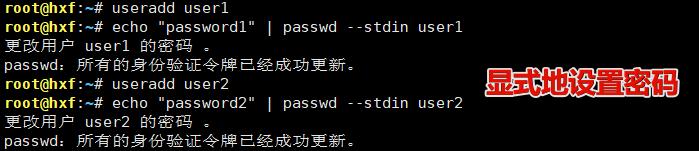 root@hxf:~# useradd user1
root@hxf:~# echo "password1" | passwd --stdin user1
更改用户 user1 的密码 。
passwd：所有的身份验证令牌已经成功更新。
root@hxf:~# useradd user2
root@hxf:~# echo "password2" | passwd --stdin user2
更改用户 user2 的密码 。
passwd：所有的身份验证令牌已经成功更新。
显式地设置密码